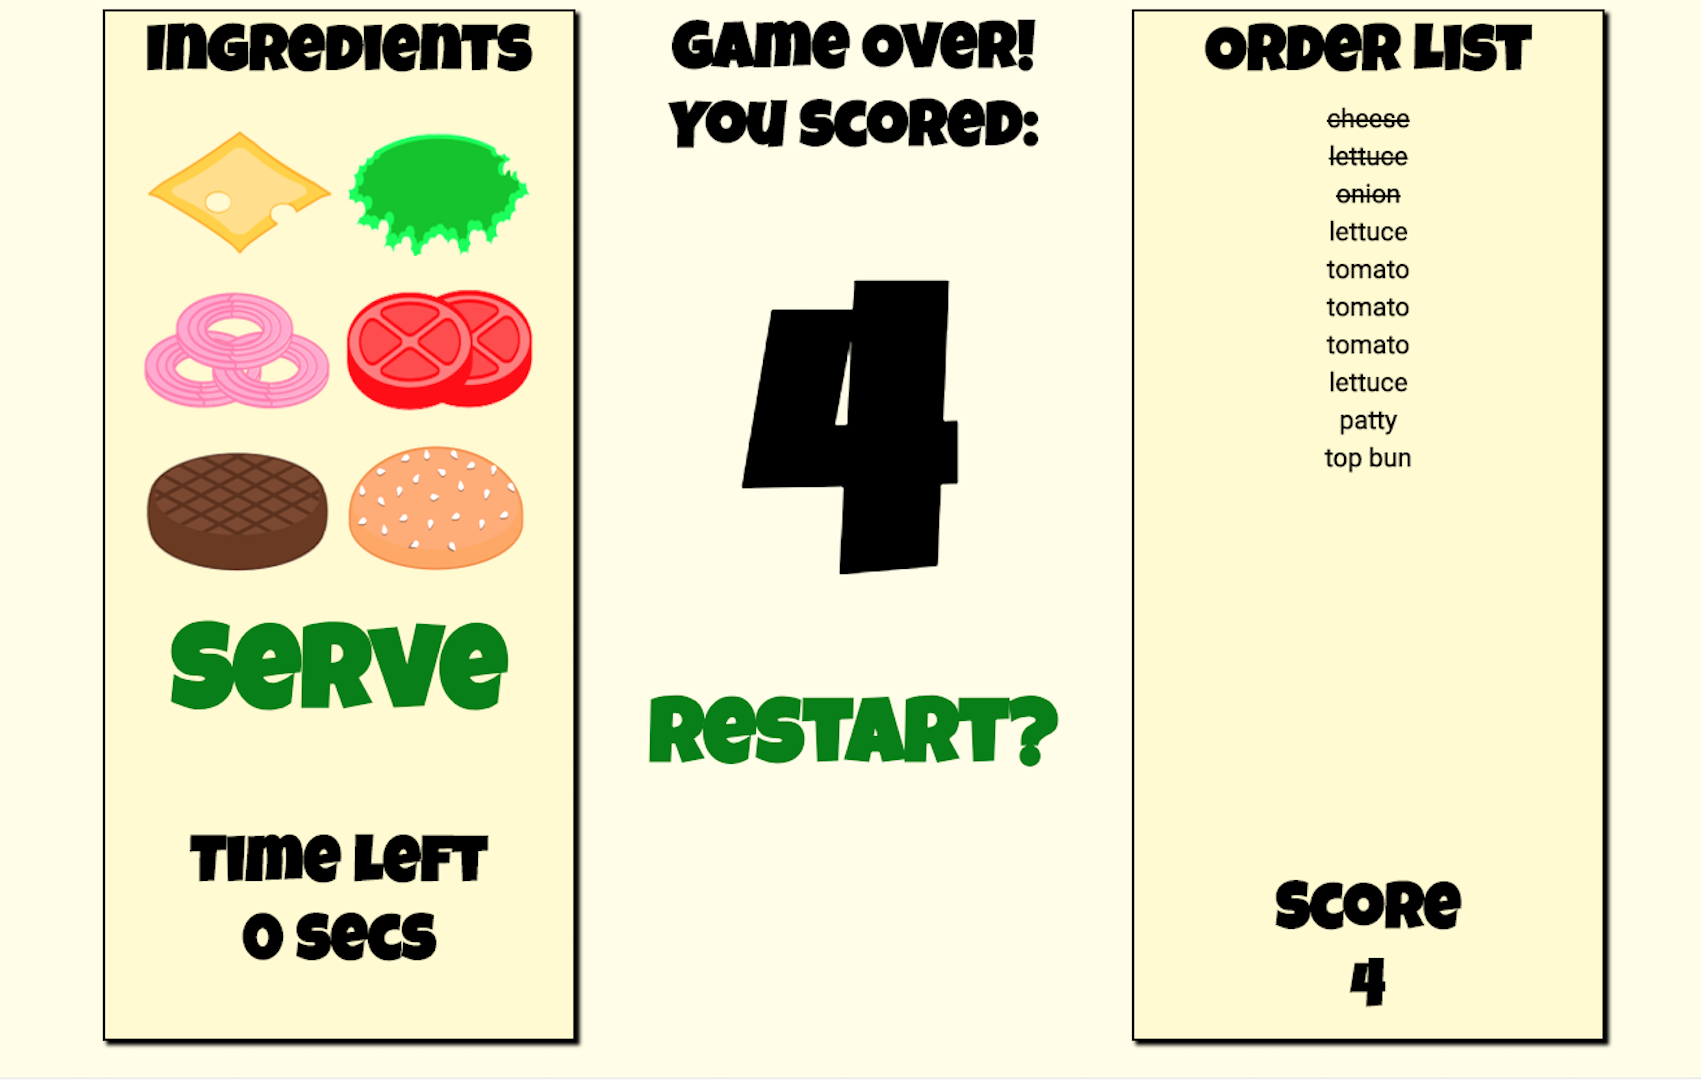 Ingredients
cheese
lettuce
onion
lettuce
tomato
tomato
tomato
lettuce
patty
top bun
Serve
Time Left
0 secs
Game Over!
You Scored:
4
Restart?
Order List
Score
4